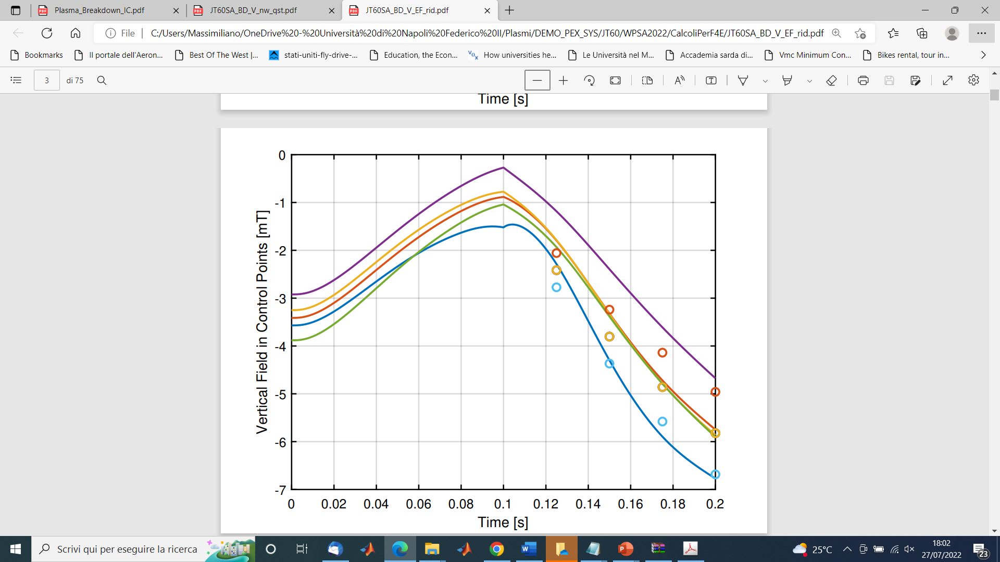 Plasma_Breakdown_IC.pdf
JT60SA_BD_V_nw_qst.pdf
JT60SA_BD_V_EF_rid.pdf
File
C:/Users/Massimiliano/OneDrive%20-%20Università%20di%20Napoli%20Federico%20II/Plasmi/DEMO_PEX_SYS/JT60/WPSA2022/CalcoliPerF4E/JT60SA_BD_V_EF_rid.pdf
Bookmarks
Il portale dell'Aeron...
Best Of The West |...
stati-uniti-fly-drive-...
Education, the Econ...
How universities he...
Le Università nel M...
Accademia sarda di...
Vmc Minimum Con...
Bikes rental, tour in...
3 di 75
Time [s]
Vertical Field in Control Points [mT]
0
-1
-2
-3
-4
-5
-6
-7
0 0.02 0.04 0.06 0.08 0.1 0.12 0.14 0.16 0.18 0.2
Time [s]
Scrivi qui per eseguire la ricerca
25°C
18:02
27/07/2022
23